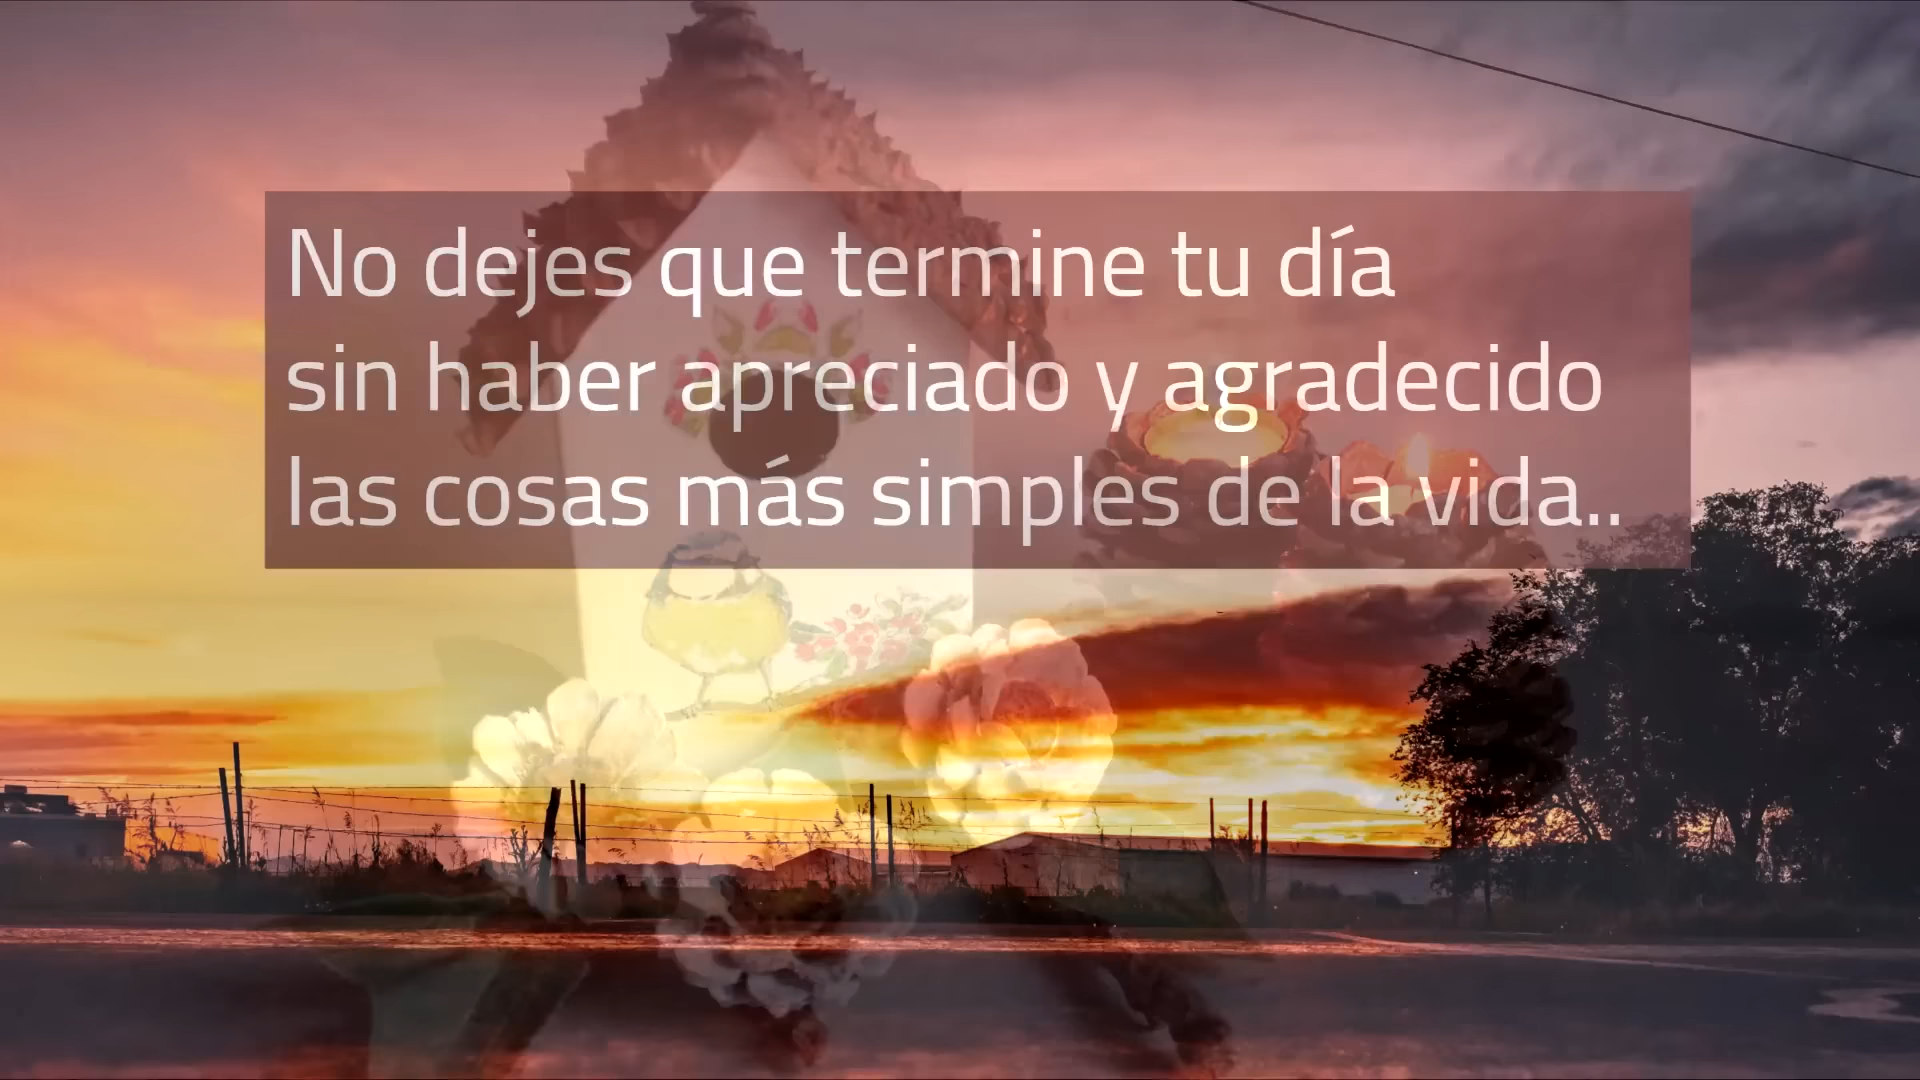 No dejes que termine tu día
sin haber apreciado y agradecido
las cosas más simples de la vida..